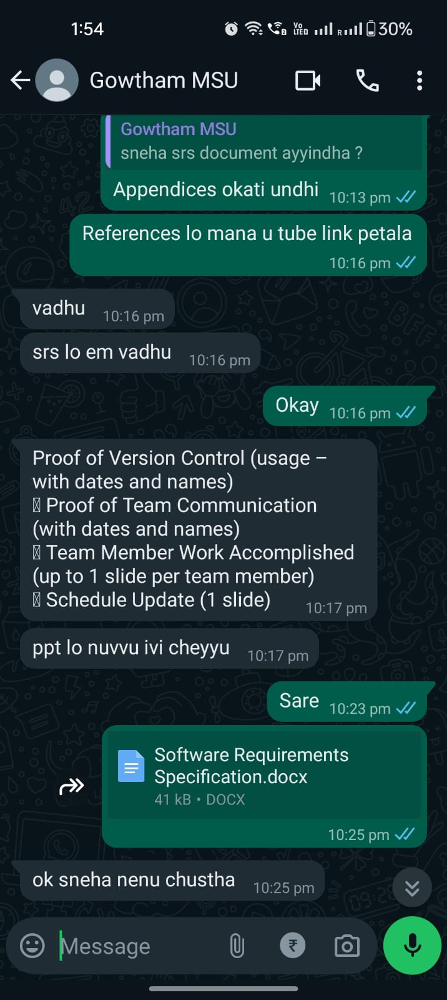 1:54
Vo
LTED
R
30%
Gowtham MSU
Gowtham MSU
sneha srs document ayyindha ?
Appendices okati undhi 10:13 pm
References lo mana u tube link petala
10:16 pm
vadhu 10:16 pm
srs lo em vadhu 10:16 pm
Okay 10:16 pm
Proof of Version Control (usage –
with dates and names)
Proof of Team Communication
(with dates and names)
Team Member Work Accomplished
(up to 1 slide per team member)
Schedule Update (1 slide) 10:17 pm
ppt lo nuvvu ivi cheyyu 10:17 pm
Sare 10:23 pm
Software Requirements
Specification.docx
41 kB • DOCX
10:25 pm
ok sneha nenu chustha 10:25 pm
Message
₹